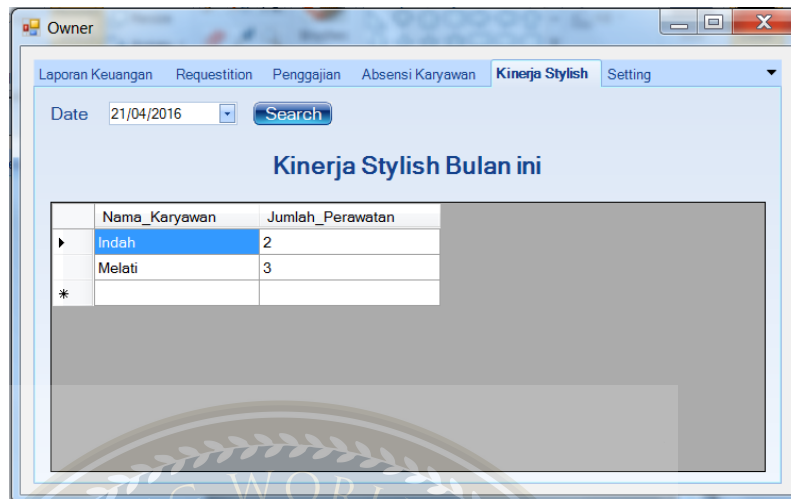 Owner
Laporan Keuangan Requestition Penggajian Absensi Karyawan Kinerja Stylish Setting
Date 21/04/2016 Search
Kinerja Stylish Bulan ini
Nama_Karyawan Jumlah_Perawatan
Indah 2
Melati 3
WORL